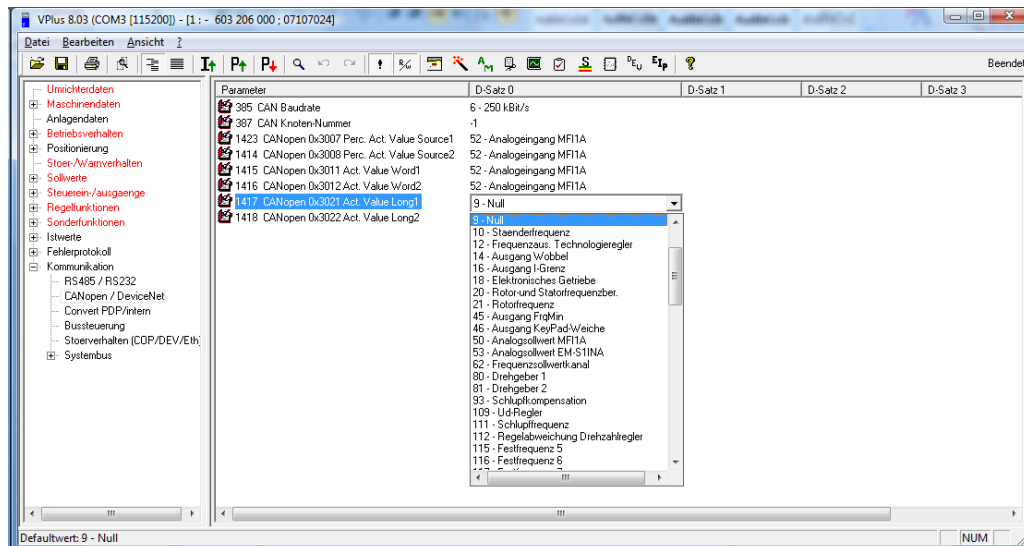 VPlus 8.03 (COM3 [115200]) - [1 : - 603 206 000 ; 07107024]
Datei Bearbeiten Ansicht ?
Beendet
Umrichterdaten
Maschinendaten
Anlagendaten
Betriebsverhalten
Positionierung
Stoer-/Warnverhalten
Sollwerte
Steuerein-/ausgaenge
Regelfunktionen
Sonderfunktionen
Istwerte
Fehlerprotokoll
Kommunikation
RS485 / RS232
CANopen / DeviceNet
Convert PDP/intern
Bussteuerung
Stoerverhalten (COP/DEV/Eth)
Systembus
Parameter D-Satz 0 D-Satz 1 D-Satz 2 D-Satz 3
385 CAN Baudrate 6 - 250 kBit/s
387 CAN Knoten-Nummer -1
1423 CANopen 0x3007 Perc. Act. Value Source1 52 - Analogeingang MFI1A
1414 CANopen 0x3008 Perc. Act. Value Source2 52 - Analogeingang MFI1A
1415 CANopen 0x3011 Act. Value Word1 52 - Analogeingang MFI1A
1416 CANopen 0x3012 Act. Value Word2 52 - Analogeingang MFI1A
1417 CANopen 0x3021 Act. Value Long1 9 - Null
1418 CANopen 0x3022 Act. Value Long2
9 - Null
10 - Staenderfrequenz
12 - Frequenzaus. Technologieregler
14 - Ausgang Wobbel
16 - Ausgang I-Grenz
18 - Elektronisches Getriebe
20 - Rotor-und Statorfrequenzber.
21 - Rotorfrequenz
45 - Ausgang FrqMin
46 - Ausgang KeyPad-Weiche
50 - Analogsollwert MFI1A
53 - Analogsollwert EM-S1INA
62 - Frequenzsollwertkanal
80 - Drehgeber 1
81 - Drehgeber 2
93 - Schlupfkompensation
109 - Ud-Regler
111 - Schlupffrequenz
112 - Regelabweichung Drehzahlregler
115 - Festfrequenz 5
116 - Festfrequenz 6
Defaultwert: 9 - Null
NUM